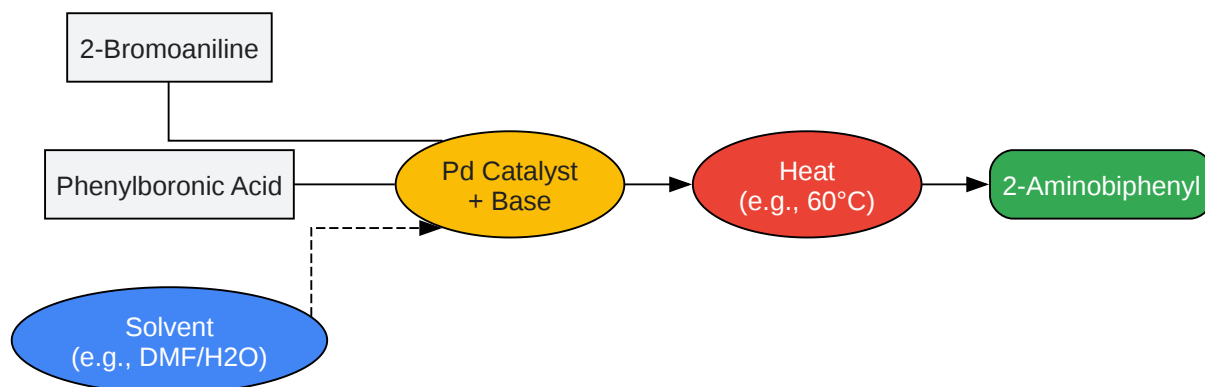 2-Bromoaniline
Phenylboronic Acid
Pd Catalyst
+ Base
Heat
(e.g., 60°C)
2-Aminobiphenyl
Solvent
(e.g., DMF/H2O)